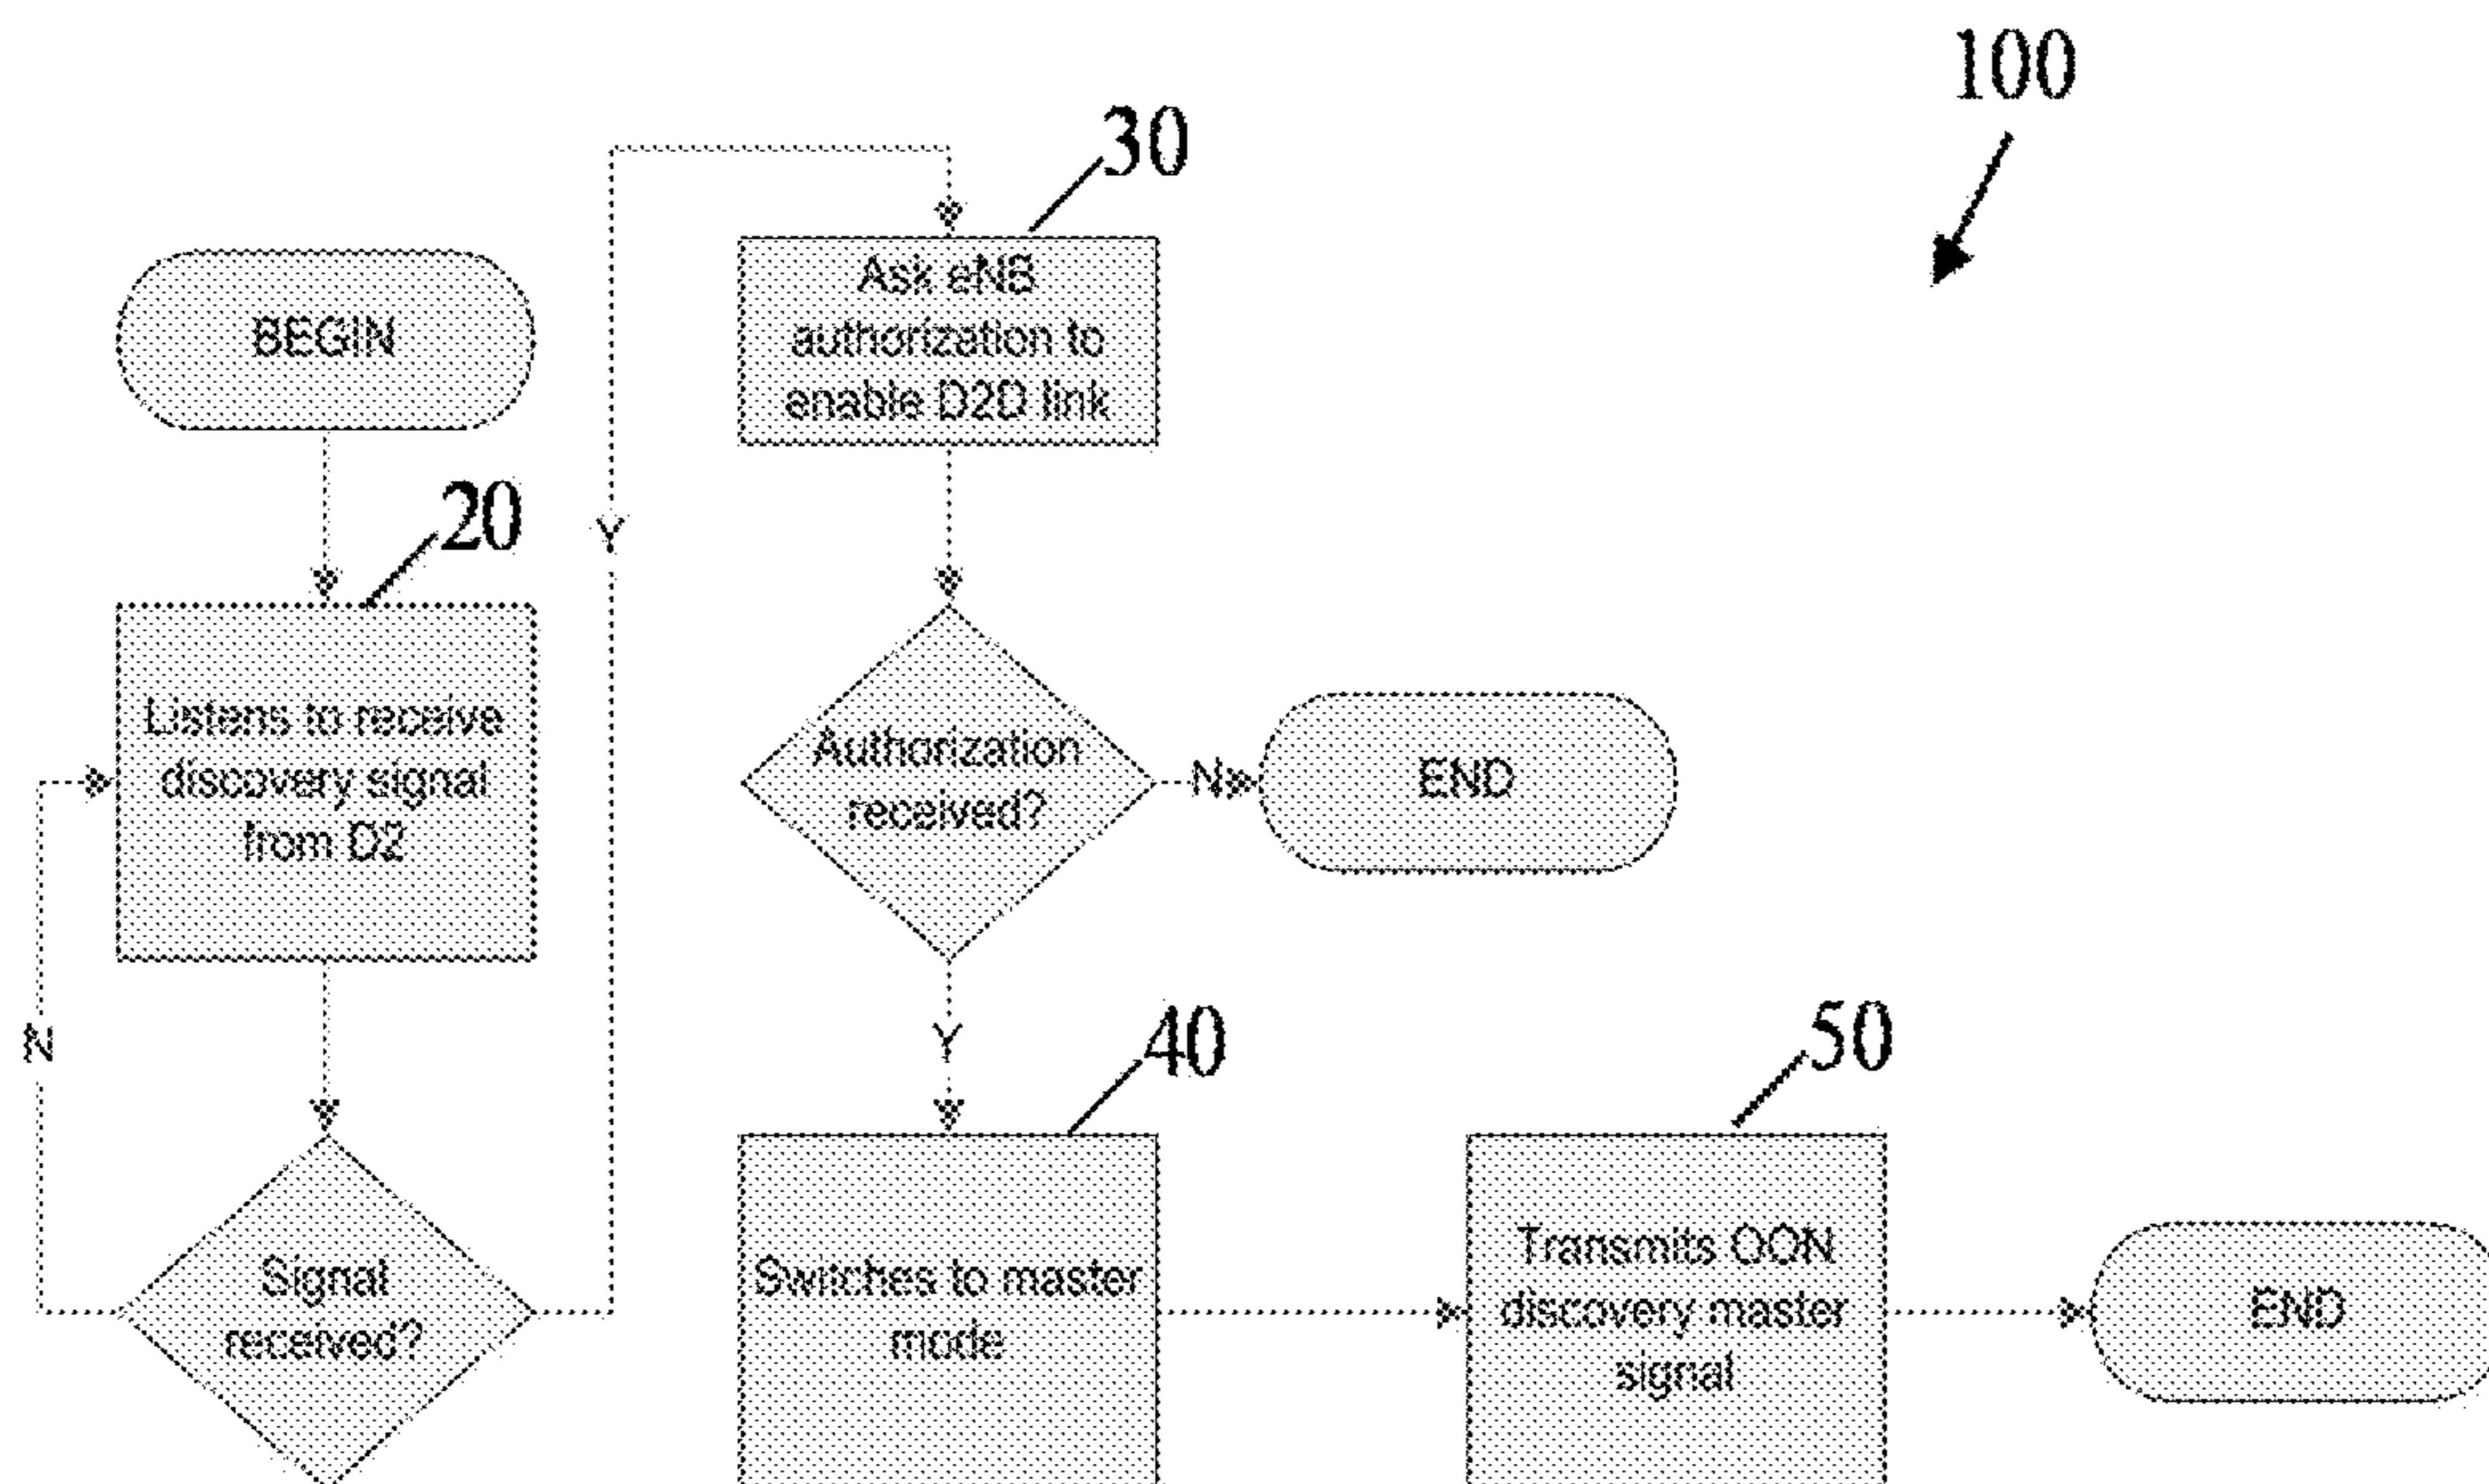 100
30
Ask eNB
authorization to
enable D2D link
BEGIN
20
Y
Listens to receive
discovery signal
from D2
Authorization
received?
N
END
N
Y
40
50
Signal
received?
Switches to master
mode
Transmits OON
discovery master
signal
END